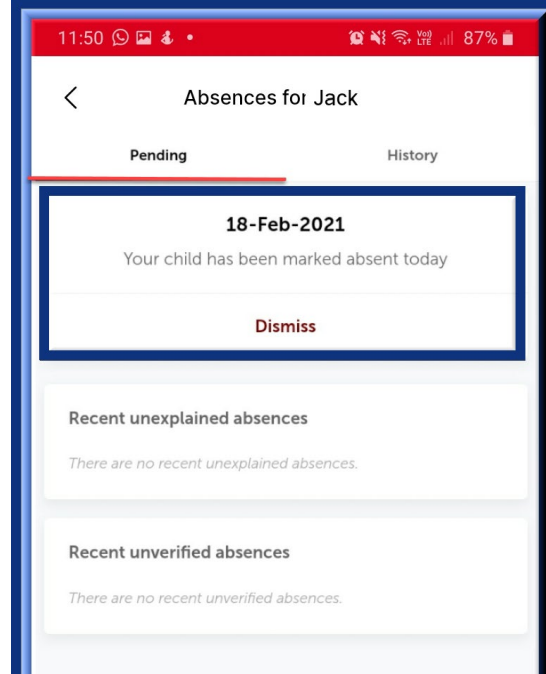 11:50 87%
Absences for Jack
Pending History
18-Feb-2021
Your child has been marked absent today
Dismiss
Recent unexplained absences
There are no recent unexplained absences.
Recent unverified absences
There are no recent unverified absences.